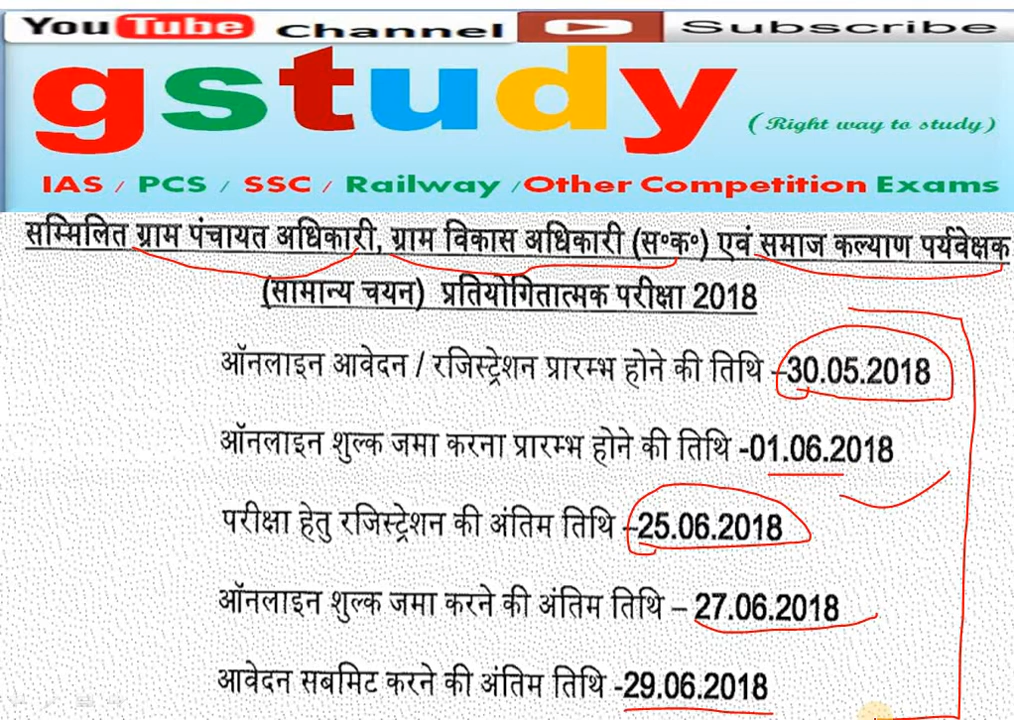 YouTube Channel Subscribe
gstudy
(Right way to study)
IAS / PCS / SSC / Railway /Other Competition Exams
सम्मिलित ग्राम पंचायत अधिकारी, ग्राम विकास अधिकारी (स॰क॰) एवं समाज कल्याण पर्यवेक्षक
(सामान्य चयन) प्रतियोगितात्मक परीक्षा 2018
ऑनलाइन आवेदन / रजिस्ट्रेशन प्रारम्भ होने की तिथि –30.05.2018
ऑनलाइन शुल्क जमा करना प्रारम्भ होने की तिथि -01.06.2018
परीक्षा हेतु रजिस्ट्रेशन की अंतिम तिथि –25.06.2018
ऑनलाइन शुल्क जमा करने की अंतिम तिथि – 27.06.2018
आवेदन सबमिट करने की अंतिम तिथि -29.06.2018